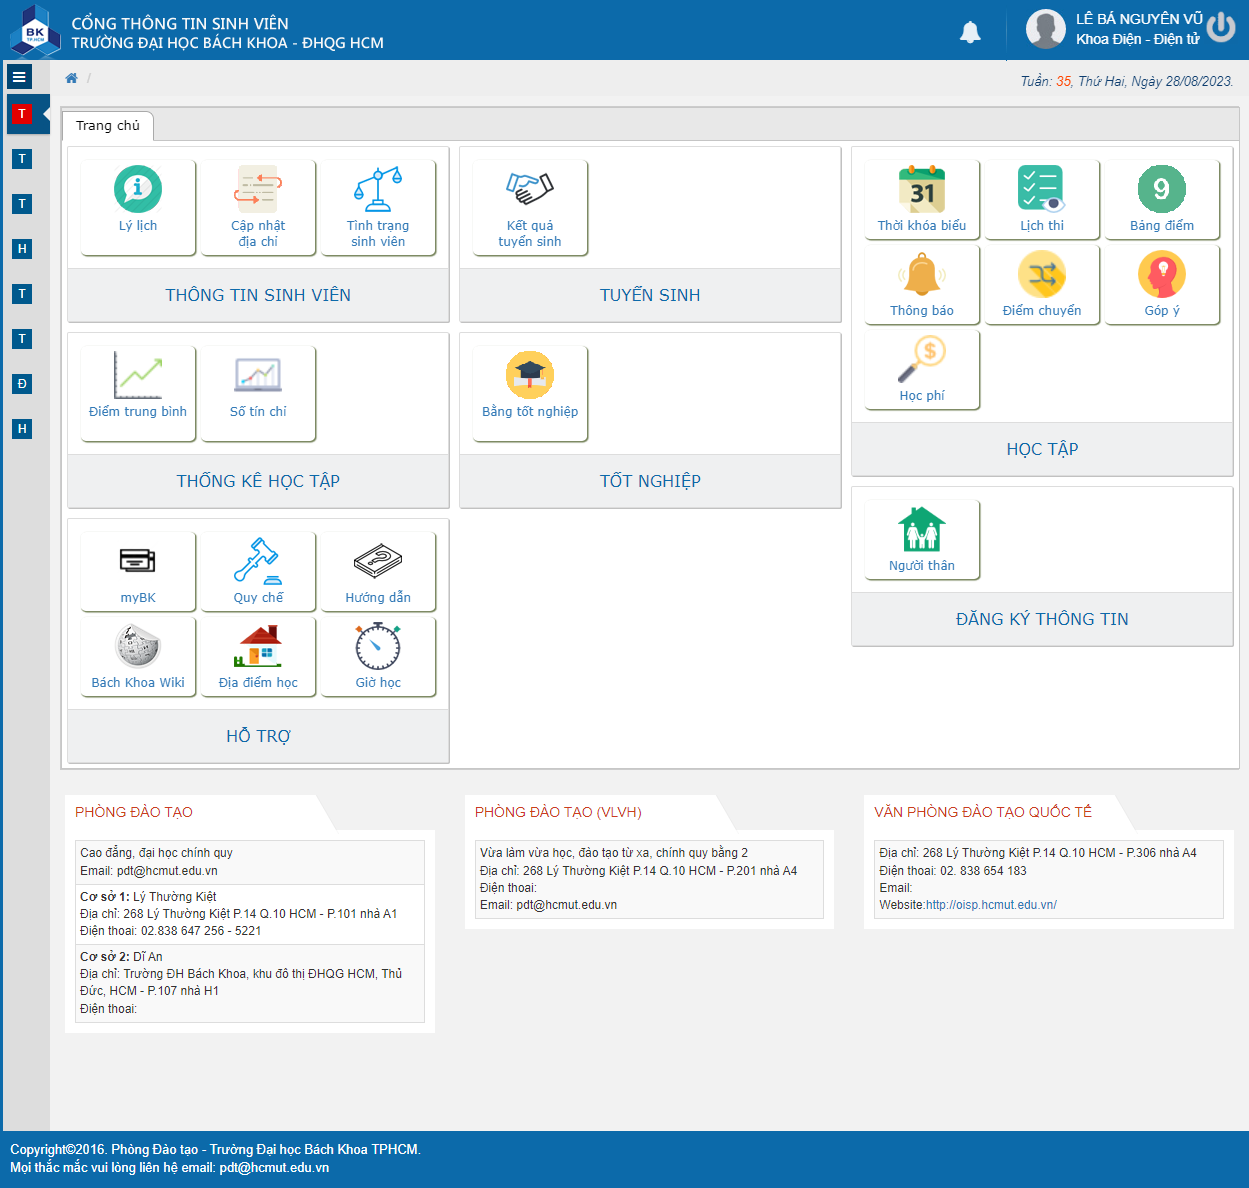 BK
TP.HCM
CỔNG THÔNG TIN SINH VIÊN
TRƯỜNG ĐẠI HỌC BÁCH KHOA - ĐHQG HCM
LÊ BÁ NGUYÊN VŨ
Khoa Điện - Điện tử
/
Tuần: 35, Thứ Hai, Ngày 28/08/2023.
T
T
T
H
T
T
Đ
H
Trang chủ
Lý lịch
Cập nhật
địa chỉ
Tình trạng
sinh viên
THÔNG TIN SINH VIÊN
Kết quả
tuyển sinh
TUYỂN SINH
31
Thời khóa biểu
Lịch thi
9
Bảng điểm
Thông báo
Điểm chuyển
Góp ý
Học phí
HỌC TẬP
Điểm trung bình
Số tín chỉ
THỐNG KÊ HỌC TẬP
Bằng tốt nghiệp
TỐT NGHIỆP
Người thân
ĐĂNG KÝ THÔNG TIN
myBK
Quy chế
Hướng dẫn
Bách Khoa Wiki
Địa điểm học
Giờ học
HỖ TRỢ
PHÒNG ĐÀO TẠO
Cao đẳng, đại học chính quy
Email: pdt@hcmut.edu.vn
Cơ sở 1: Lý Thường Kiệt
Địa chỉ: 268 Lý Thường Kiệt P.14 Q.10 HCM - P.101 nhà A1
Điện thoai: 02.838 647 256 - 5221
Cơ sở 2: Dĩ An
Địa chỉ: Trường ĐH Bách Khoa, khu đô thị ĐHQG HCM, Thủ
Đức, HCM - P.107 nhà H1
Điện thoai:
PHÒNG ĐÀO TẠO (VLVH)
Vừa làm vừa học, đào tạo từ xa, chính quy bằng 2
Địa chỉ: 268 Lý Thường Kiệt P.14 Q.10 HCM - P.201 nhà A4
Điện thoai:
Email: pdt@hcmut.edu.vn
VĂN PHÒNG ĐÀO TẠO QUỐC TẾ
Địa chỉ: 268 Lý Thường Kiệt P.14 Q.10 HCM - P.306 nhà A4
Điện thoai: 02. 838 654 183
Email:
Website:http://oisp.hcmut.edu.vn/
Copyright©2016. Phòng Đào tạo - Trường Đại học Bách Khoa TPHCM.
Mọi thắc mắc vui lòng liên hệ email: pdt@hcmut.edu.vn